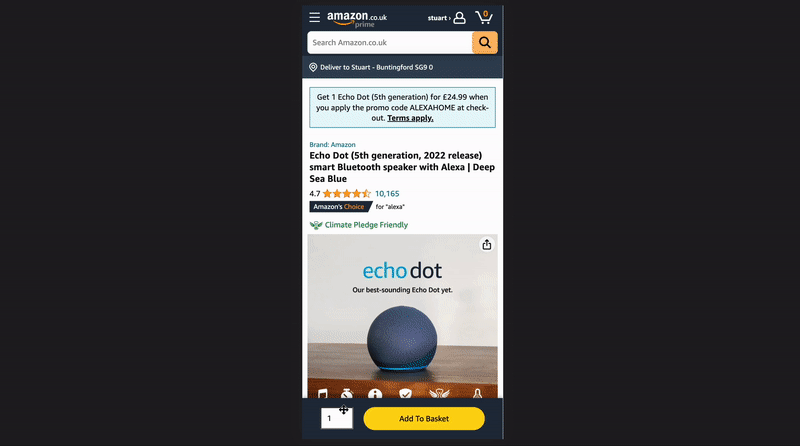 amazon.co.uk
prime
stuart ›
0
Search Amazon.co.uk
Deliver to Stuart - Buntingford SG9 0
Get 1 Echo Dot (5th generation) for £24.99 when
you apply the promo code ALEXAHOME at check-
out. Terms apply.
Brand: Amazon
Echo Dot (5th generation, 2022 release)
smart Bluetooth speaker with Alexa | Deep
Sea Blue
4.7
10,165
Amazon's Choice for "alexa"
Climate Pledge Friendly
echo dot
Our best-sounding Echo Dot yet.
1
Add To Basket